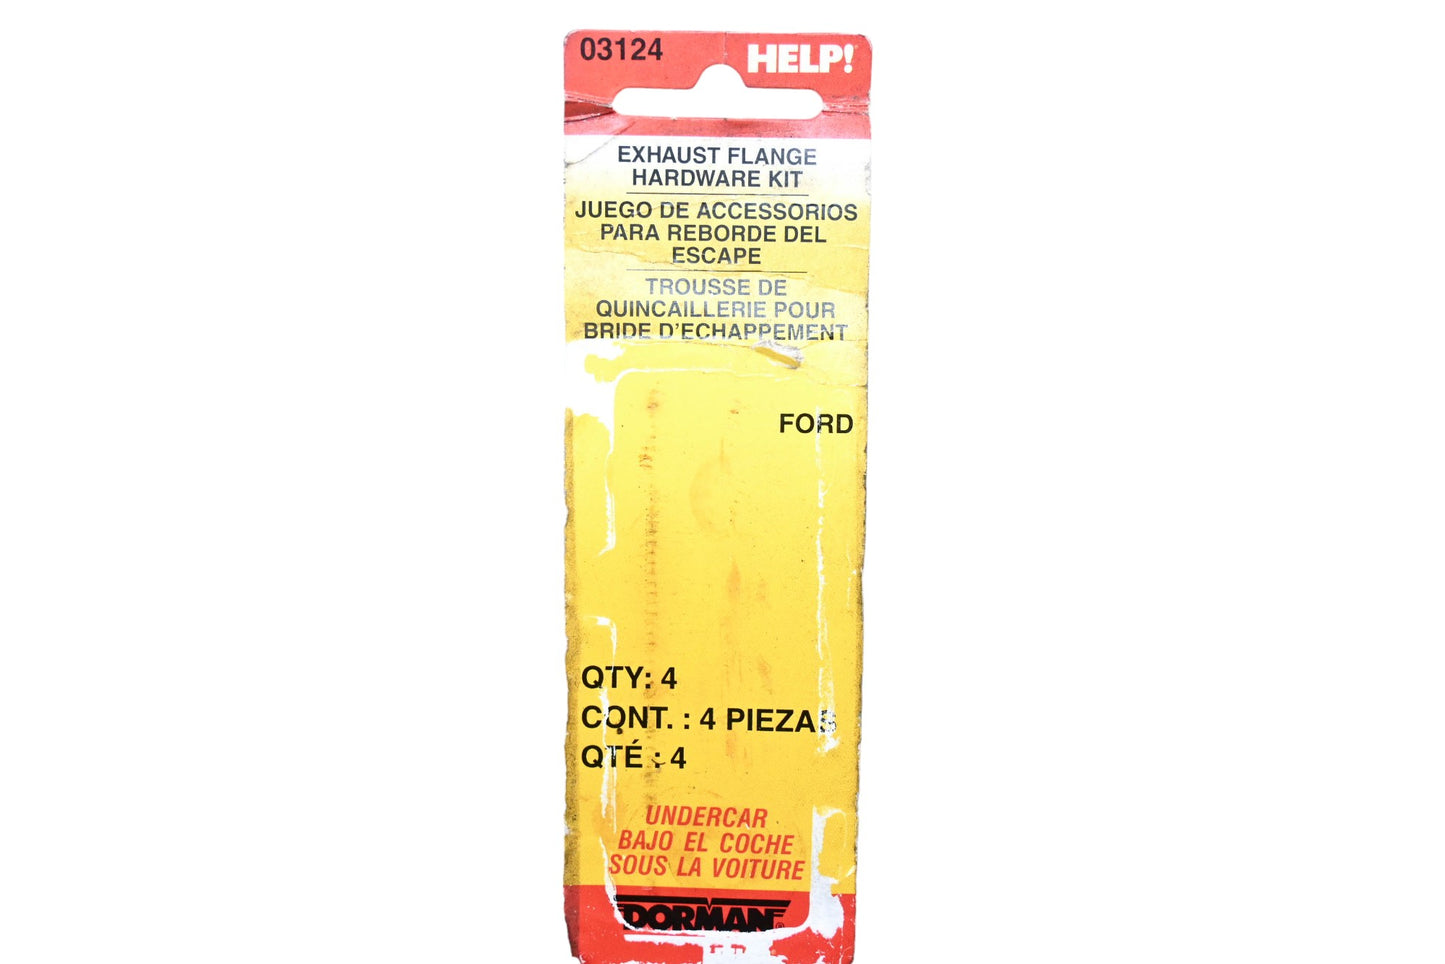 03124
HELP!
EXHAUST FLANGE
HARDWARE KIT
JUEGO DE ACCESSORIOS
PARA REBORDE DEL
ESCAPE
TROUSSE DE
QUINCAILLERIE POUR
BRIDE D'ECHAPPEMENT
FORD
QTY: 4
CONT. : 4 PIEZAS
QTÉ : 4
UNDERCAR
BAJO EL COCHE
SOUS LA VOITURE
DORMAN®